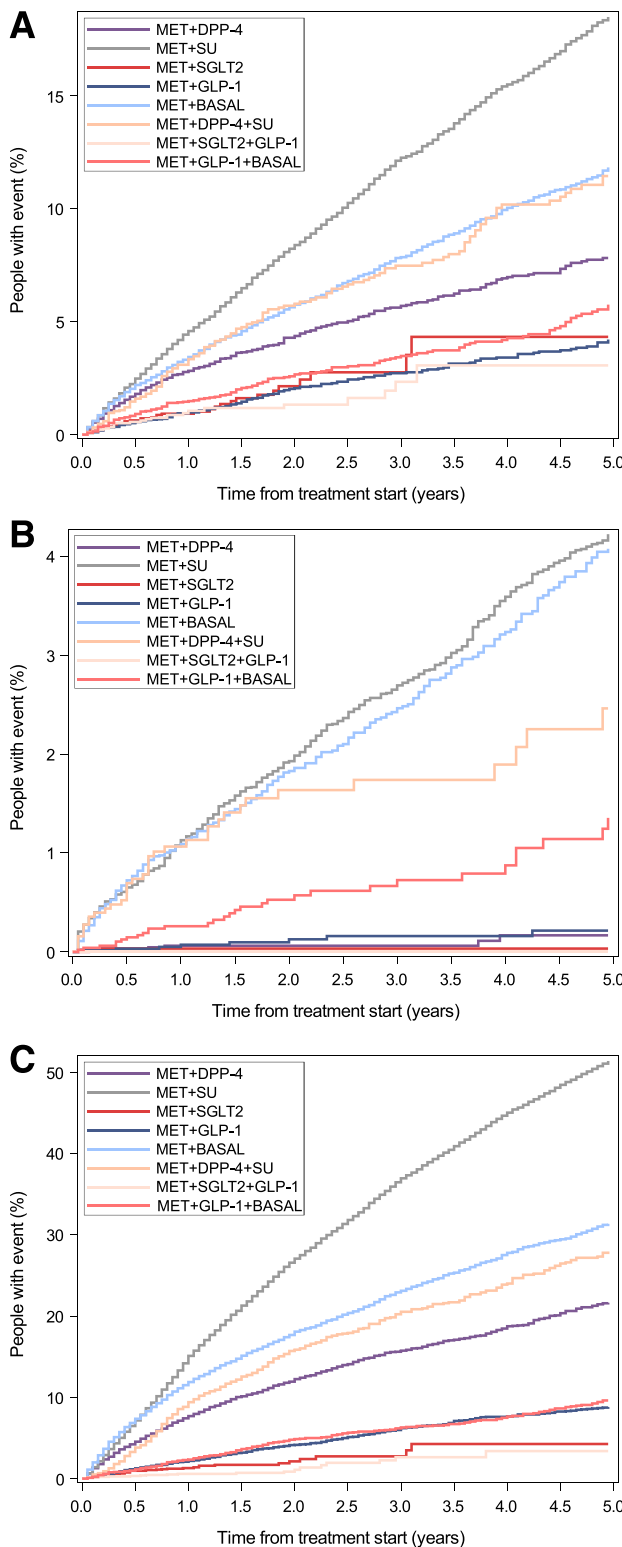 A
MET+DPP-4
MET+SU
MET+SGLT2
MET+GLP-1
MET+BASAL
MET+DPP-4+SU
MET+SGLT2+GLP-1
MET+GLP-1+BASAL
People with event (%)
15
10
5
0
0.0 0.5 1.0 1.5 2.0 2.5 3.0 3.5 4.0 4.5 5.0
Time from treatment start (years)
B
MET+DPP-4
MET+SU
MET+SGLT2
MET+GLP-1
MET+BASAL
MET+DPP-4+SU
MET+SGLT2+GLP-1
MET+GLP-1+BASAL
People with event (%)
4
3
2
1
0
0.0 0.5 1.0 1.5 2.0 2.5 3.0 3.5 4.0 4.5 5.0
Time from treatment start (years)
C
MET+DPP-4
MET+SU
MET+SGLT2
MET+GLP-1
MET+BASAL
MET+DPP-4+SU
MET+SGLT2+GLP-1
MET+GLP-1+BASAL
People with event (%)
50
40
30
20
10
0
0.0 0.5 1.0 1.5 2.0 2.5 3.0 3.5 4.0 4.5 5.0
Time from treatment start (years)